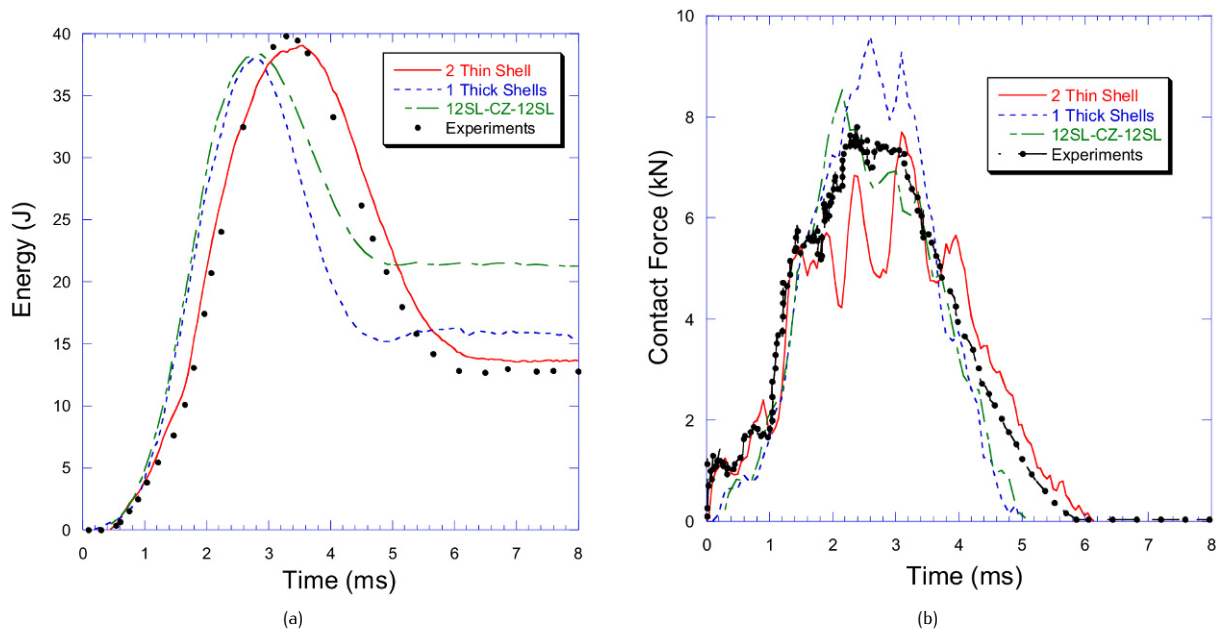 40
35
30
25
20
15
10
5
0
Energy (J)
2 Thin Shell
1 Thick Shells
12SL-CZ-12SL
Experiments
0 1 2 3 4 5 6 7 8
Time (ms)
(a)
10
8
6
4
2
0
Contact Force (kN)
2 Thin Shell
1 Thick Shells
12SL-CZ-12SL
Experiments
0 1 2 3 4 5 6 7 8
Time (ms)
(b)